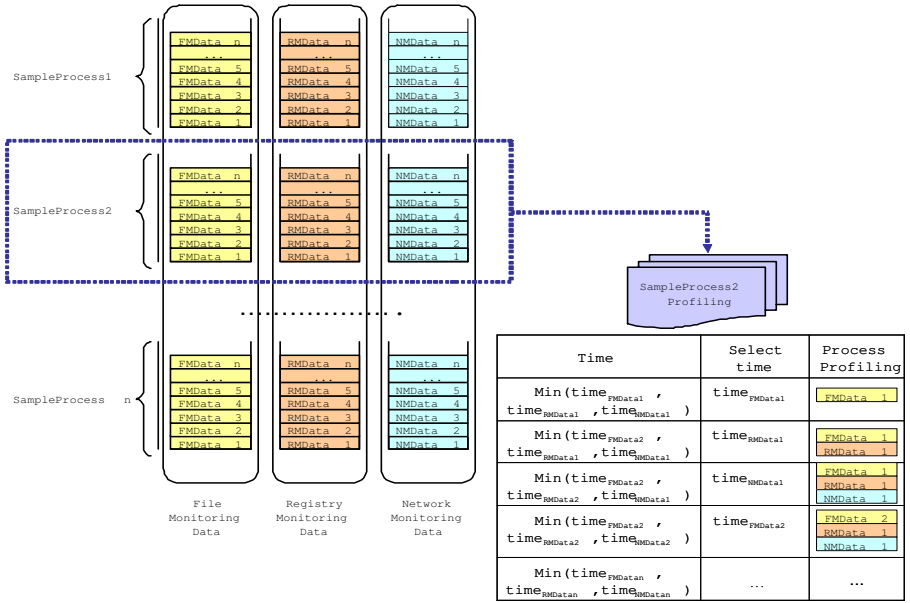 SampleProcess1
FMData n
...
FMData 5
FMData 4
FMData 3
FMData 2
FMData 1
RMData n
...
RMData 5
RMData 4
RMData 3
RMData 2
RMData 1
NMData n
...
NMData 5
NMData 4
NMData 3
NMData 2
NMData 1
SampleProcess2
FMData n
...
FMData 5
FMData 4
FMData 3
FMData 2
FMData 1
RMData n
...
RMData 5
RMData 4
RMData 3
RMData 2
RMData 1
NMData n
...
NMData 5
NMData 4
NMData 3
NMData 2
NMData 1
SampleProcess n
FMData n
...
FMData 5
FMData 4
FMData 3
FMData 2
FMData 1
RMData n
...
RMData 5
RMData 4
RMData 3
RMData 2
RMData 1
NMData n
...
NMData 5
NMData 4
NMData 3
NMData 2
NMData 1
File
Monitoring
Data
Registry
Monitoring
Data
Network
Monitoring
Data
SampleProcess2
Profiling
Time
Select
time
Process
Profiling
Min(timeFMData1 ,
timeRMData1 ,timeNMData1 )
timeFMData1
FMData 1
Min(timeFMData2 ,
timeRMData1 ,timeNMData1 )
timeRMData1
FMData 1
RMData 1
Min(timeFMData2 ,
timeRMData2 ,timeNMData1 )
timeNMData1
FMData 1
RMData 1
NMData 1
Min(timeFMData2 ,
timeRMData2 ,timeNMData2 )
timeFMData2
FMData 2
RMData 1
NMData 1
Min(timeFMDatan ,
timeRMDatan ,timeNMDatan )
...
...